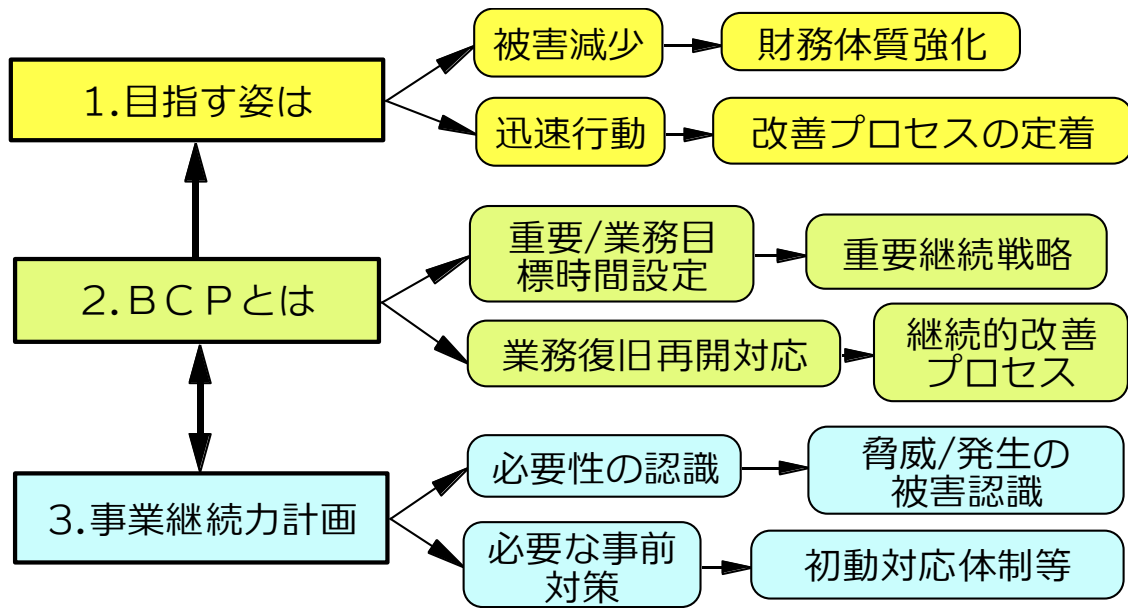 1.目指す姿は
被害減少
財務体質強化
迅速行動
改善プロセスの定着
2.ＢＣＰとは
重要/業務目
標時間設定
重要継続戦略
業務復旧再開対応
継続的改善
プロセス
3.事業継続力計画
必要性の認識
脅威/発生の
被害認識
必要な事前
対策
初動対応体制等